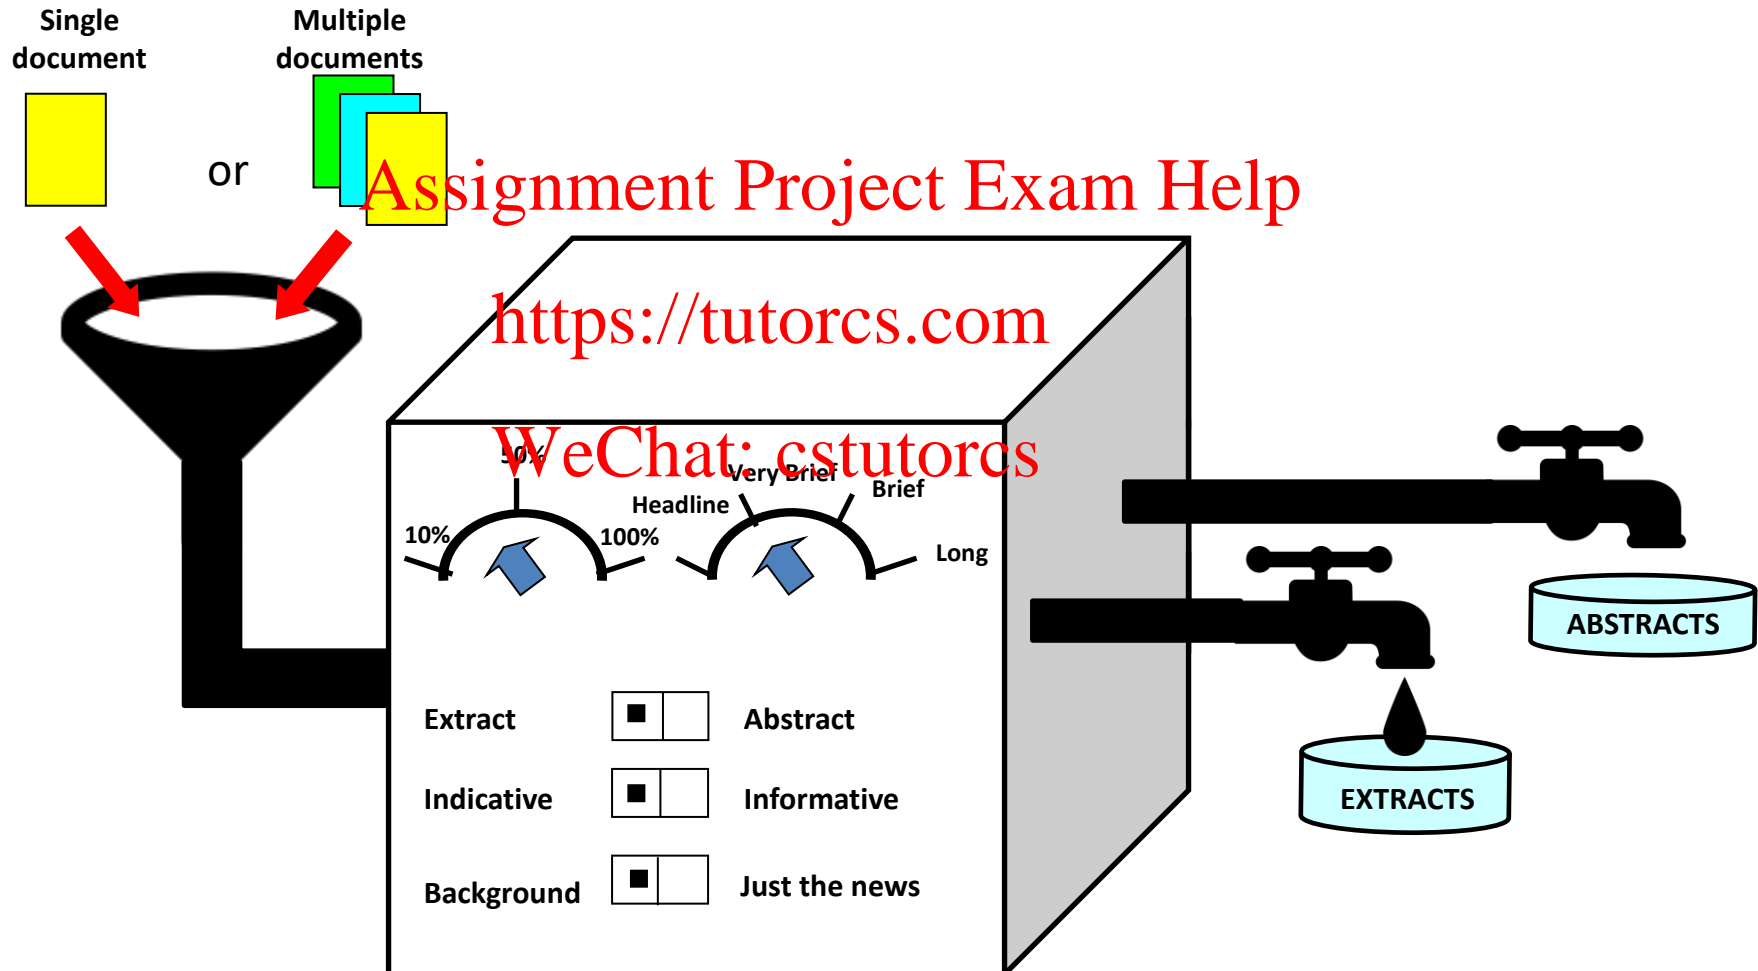 Single
document
Multiple
documents
or
Assignment Project Exam Help
https://tutorcs.com
WeChat: cstutorcs
50%
Very Brief
Headline
Brief
10%
100%
Long
Extract
Abstract
Indicative
Informative
Background
Just the news
ABSTRACTS
EXTRACTS